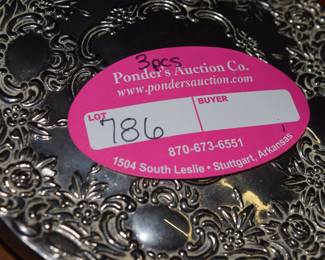 3pcs
Ponder's Auction Co.
www.pondersauction.com
LOT BUYER
786
870-673-6551
1504 South Leslie • Stuttgart, Arkansas